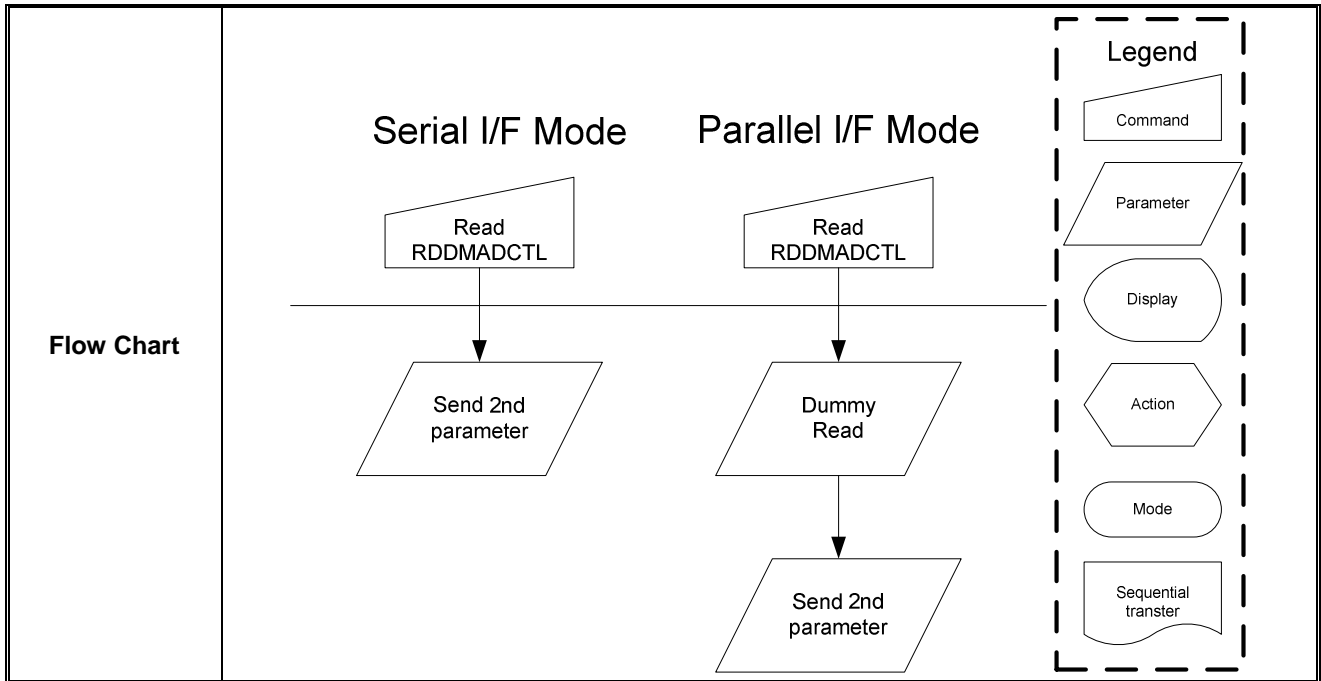 Flow Chart
Serial I/F Mode
Read
RDDMADCTL
Send 2nd
parameter
Parallel I/F Mode
Read
RDDMADCTL
Dummy
Read
Send 2nd
parameter
Legend
Command
Parameter
Display
Action
Mode
Sequential
transter